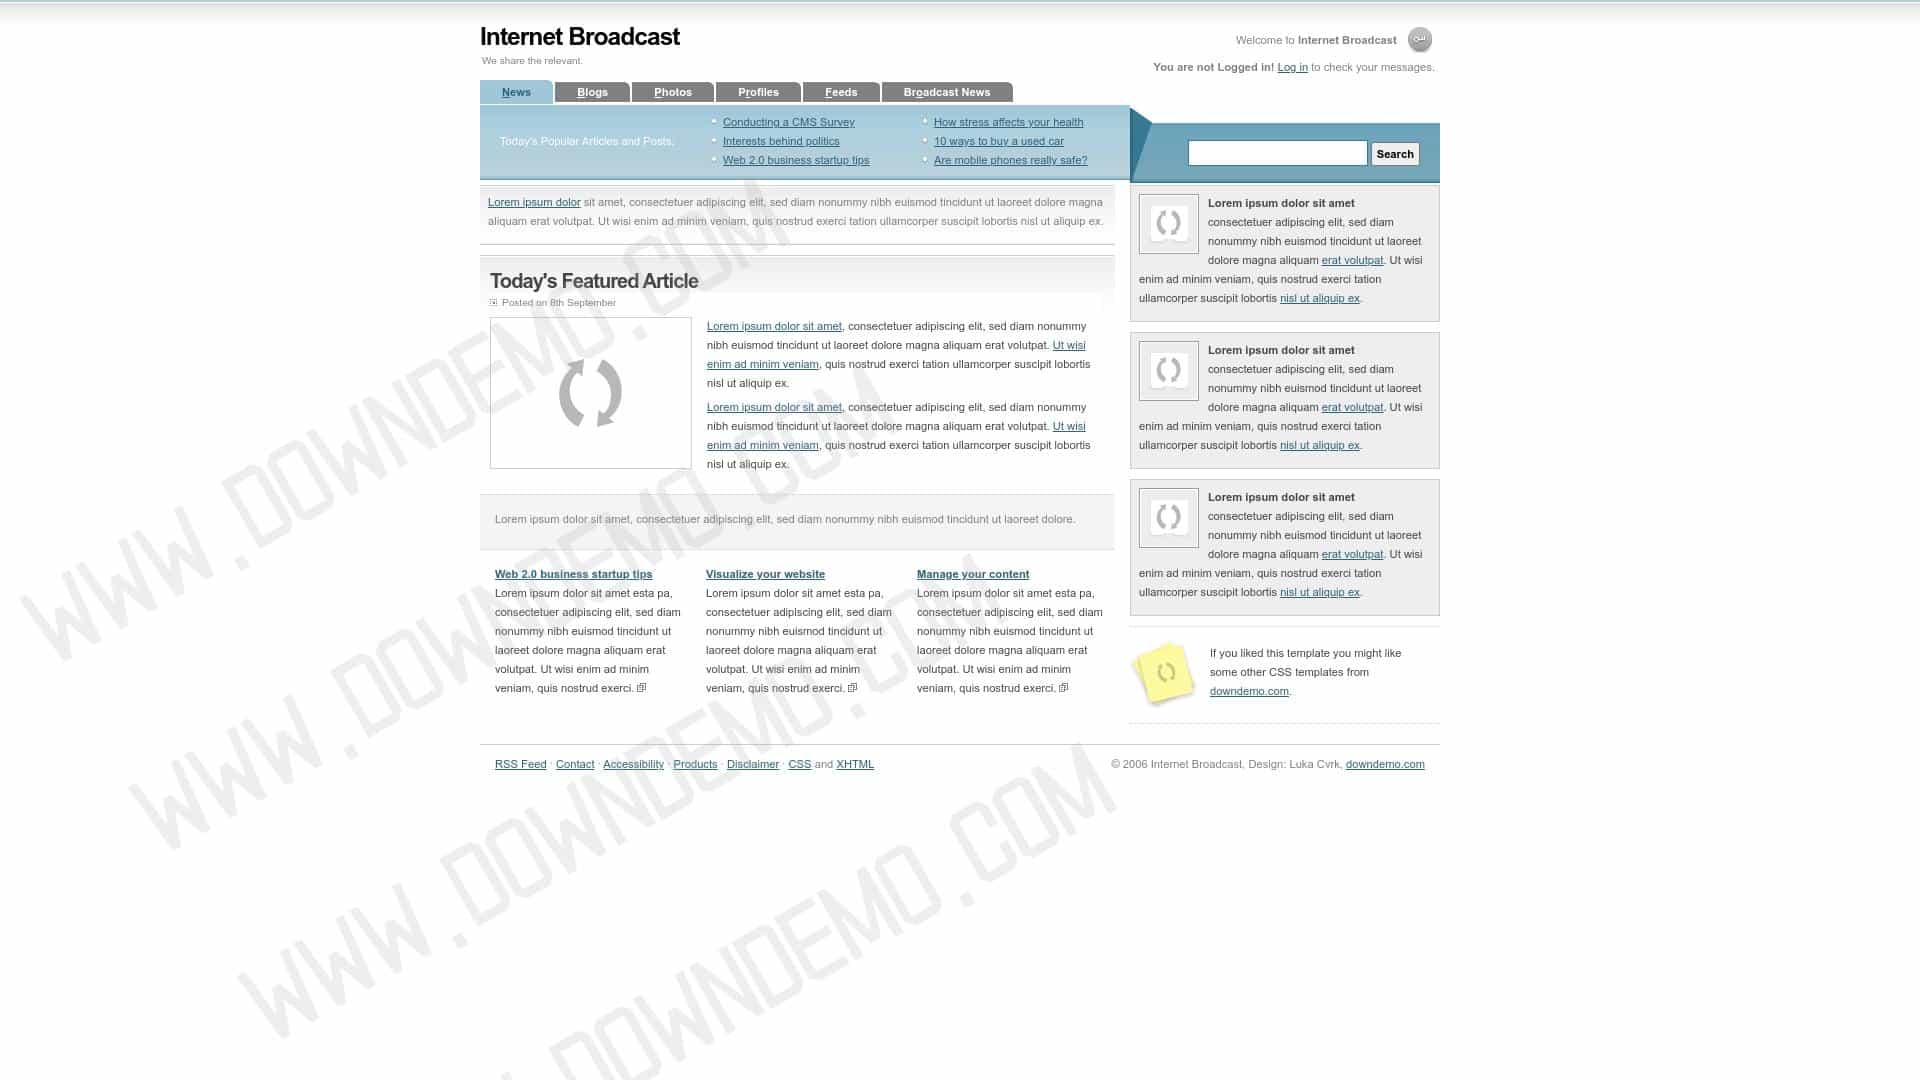 Internet Broadcast
We share the relevant.
Welcome to Internet Broadcast
You are not Logged in! Log in to check your messages.
News
Blogs
Photos
Profiles
Feeds
Broadcast News
Today's Popular Articles and Posts.
Conducting a CMS Survey
Interests behind politics
Web 2.0 business startup tips
How stress affects your health
10 ways to buy a used car
Are mobile phones really safe?
Search
Lorem ipsum dolor sit amet, consectetuer adipiscing elit, sed diam nonummy nibh euismod tincidunt ut laoreet dolore magna
aliquam erat volutpat. Ut wisi enim ad minim veniam, quis nostrud exerci tation ullamcorper suscipit lobortis nisl ut aliquip ex.
Today's Featured Article
Posted on 8th September
Lorem ipsum dolor sit amet, consectetuer adipiscing elit, sed diam nonummy
nibh euismod tincidunt ut laoreet dolore magna aliquam erat volutpat. Ut wisi
enim ad minim veniam, quis nostrud exerci tation ullamcorper suscipit lobortis
nisl ut aliquip ex.
Lorem ipsum dolor sit amet, consectetuer adipiscing elit, sed diam nonummy
nibh euismod tincidunt ut laoreet dolore magna aliquam erat volutpat. Ut wisi
enim ad minim veniam, quis nostrud exerci tation ullamcorper suscipit lobortis
nisl ut aliquip ex.
Lorem ipsum dolor sit amet, consectetuer adipiscing elit, sed diam nonummy nibh euismod tincidunt ut laoreet dolore.
Web 2.0 business startup tips
Lorem ipsum dolor sit amet esta pa,
consectetuer adipiscing elit, sed diam
nonummy nibh euismod tincidunt ut
laoreet dolore magna aliquam erat
volutpat. Ut wisi enim ad minim
veniam, quis nostrud exerci.
Visualize your website
Lorem ipsum dolor sit amet esta pa,
consectetuer adipiscing elit, sed diam
nonummy nibh euismod tincidunt ut
laoreet dolore magna aliquam erat
volutpat. Ut wisi enim ad minim
veniam, quis nostrud exerci.
Manage your content
Lorem ipsum dolor sit amet esta pa,
consectetuer adipiscing elit, sed diam
nonummy nibh euismod tincidunt ut
laoreet dolore magna aliquam erat
volutpat. Ut wisi enim ad minim
veniam, quis nostrud exerci.
Lorem ipsum dolor sit amet
consectetuer adipiscing elit, sed diam
nonummy nibh euismod tincidunt ut laoreet
dolore magna aliquam erat volutpat. Ut wisi
enim ad minim veniam, quis nostrud exerci tation
ullamcorper suscipit lobortis nisl ut aliquip ex.
Lorem ipsum dolor sit amet
consectetuer adipiscing elit, sed diam
nonummy nibh euismod tincidunt ut laoreet
dolore magna aliquam erat volutpat. Ut wisi
enim ad minim veniam, quis nostrud exerci tation
ullamcorper suscipit lobortis nisl ut aliquip ex.
Lorem ipsum dolor sit amet
consectetuer adipiscing elit, sed diam
nonummy nibh euismod tincidunt ut laoreet
dolore magna aliquam erat volutpat. Ut wisi
enim ad minim veniam, quis nostrud exerci tation
ullamcorper suscipit lobortis nisl ut aliquip ex.
If you liked this template you might like
some other CSS templates from
downdemo.com.
RSS Feed · Contact · Accessibility · Products · Disclaimer · CSS and XHTML
© 2006 Internet Broadcast, Design: Luka Cvrk, downdemo.com
WWW.DOWNDEMO.COM
WWW.DOWNDEMO.COM
WWW.DOWNDEMO.COM
.DOWNDEMO.COM